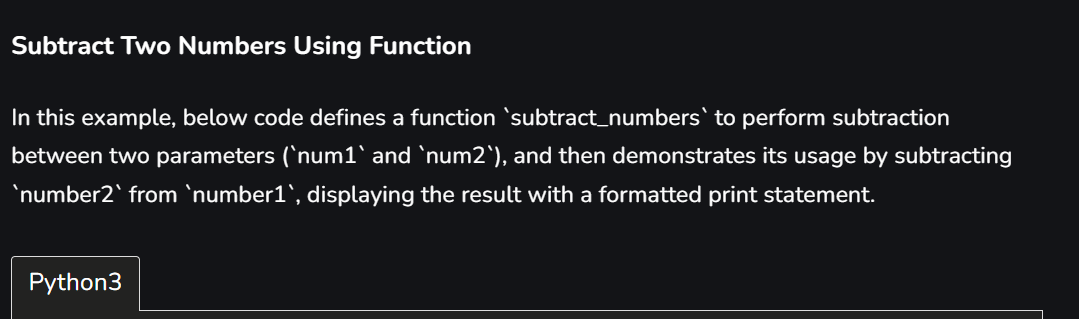 Subtract Two Numbers Using Function
In this example, below code defines a function `subtract_numbers` to perform subtraction
between two parameters (`num1` and `num2`), and then demonstrates its usage by subtracting
`number2` from `number1`, displaying the result with a formatted print statement.
Python3